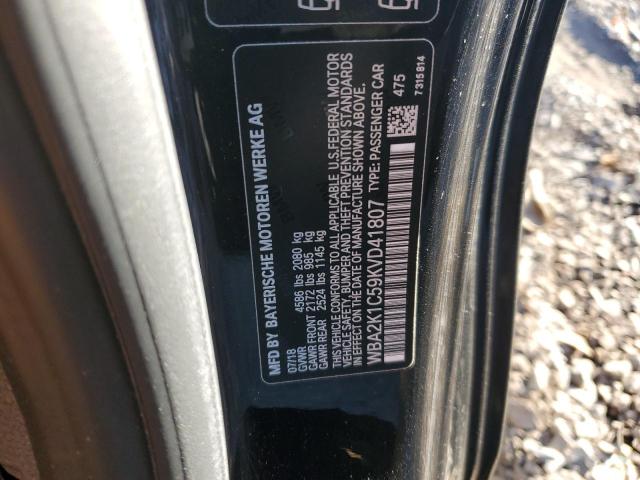 MFD BY BAYERISCHE MOTOREN WERKE AG
07/18
GVWR 4586 lbs 2080 kg
GAWR FRONT 2172 lbs 985 kg
GAWR REAR 2524 lbs 1145 kg
THIS VEHICLE CONFORMS TO ALL APPLICABLE U.S. FEDERAL MOTOR
VEHICLE SAFETY, BUMPER AND THEFT PREVENTION STANDARDS
IN EFFECT ON THE DATE OF MANUFACTURE SHOWN ABOVE.
WBA2K1C59KVD41807 TYPE: PASSENGER CAR
475
7315814